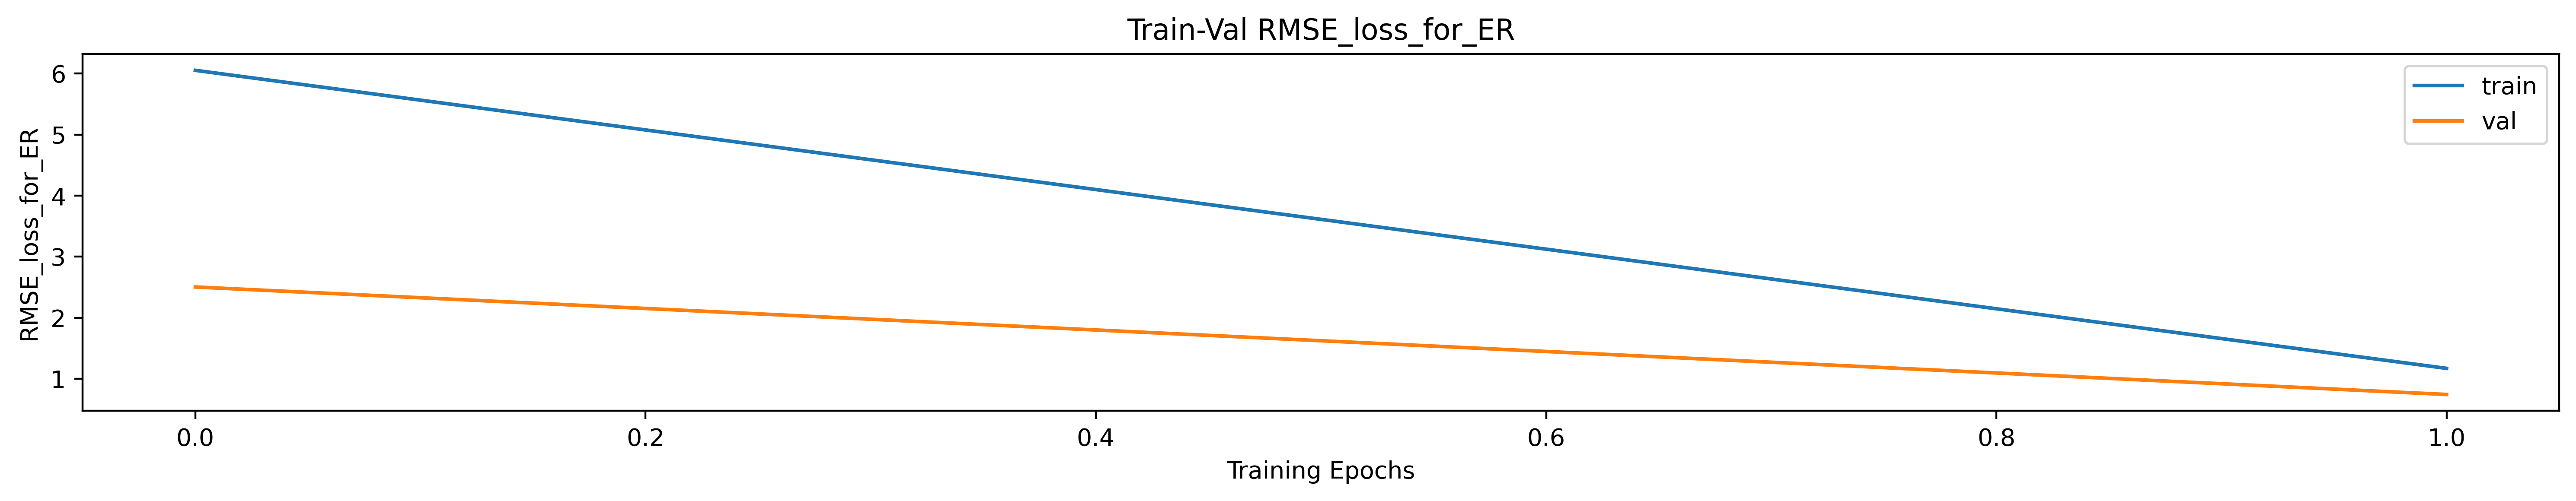 Train-Val RMSE_loss_for_ER
RMSE_loss_for_ER
6
5
4
3
2
1
train
val
0.0 0.2 0.4 0.6 0.8 1.0
Training Epochs